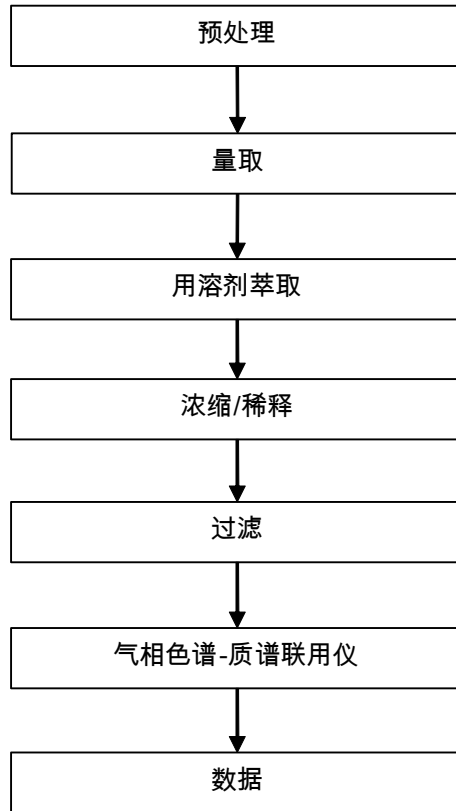 预处理
量取
用溶剂萃取
浓缩/稀释
过滤
气相色谱-质谱联用仪
数据